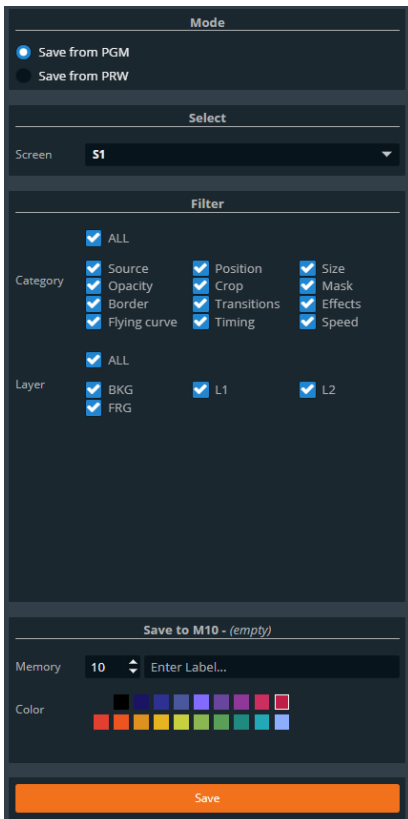 Mode
Save from PGM
Save from PRW
Select
Screen S1
Filter
ALL
Category
Source Position Size
Opacity Crop Mask
Border Transitions Effects
Flying curve Timing Speed
ALL
Layer
BKG L1 L2
FRG
Save to M10 - (empty)
Memory 10 Enter Label...
Color
Save